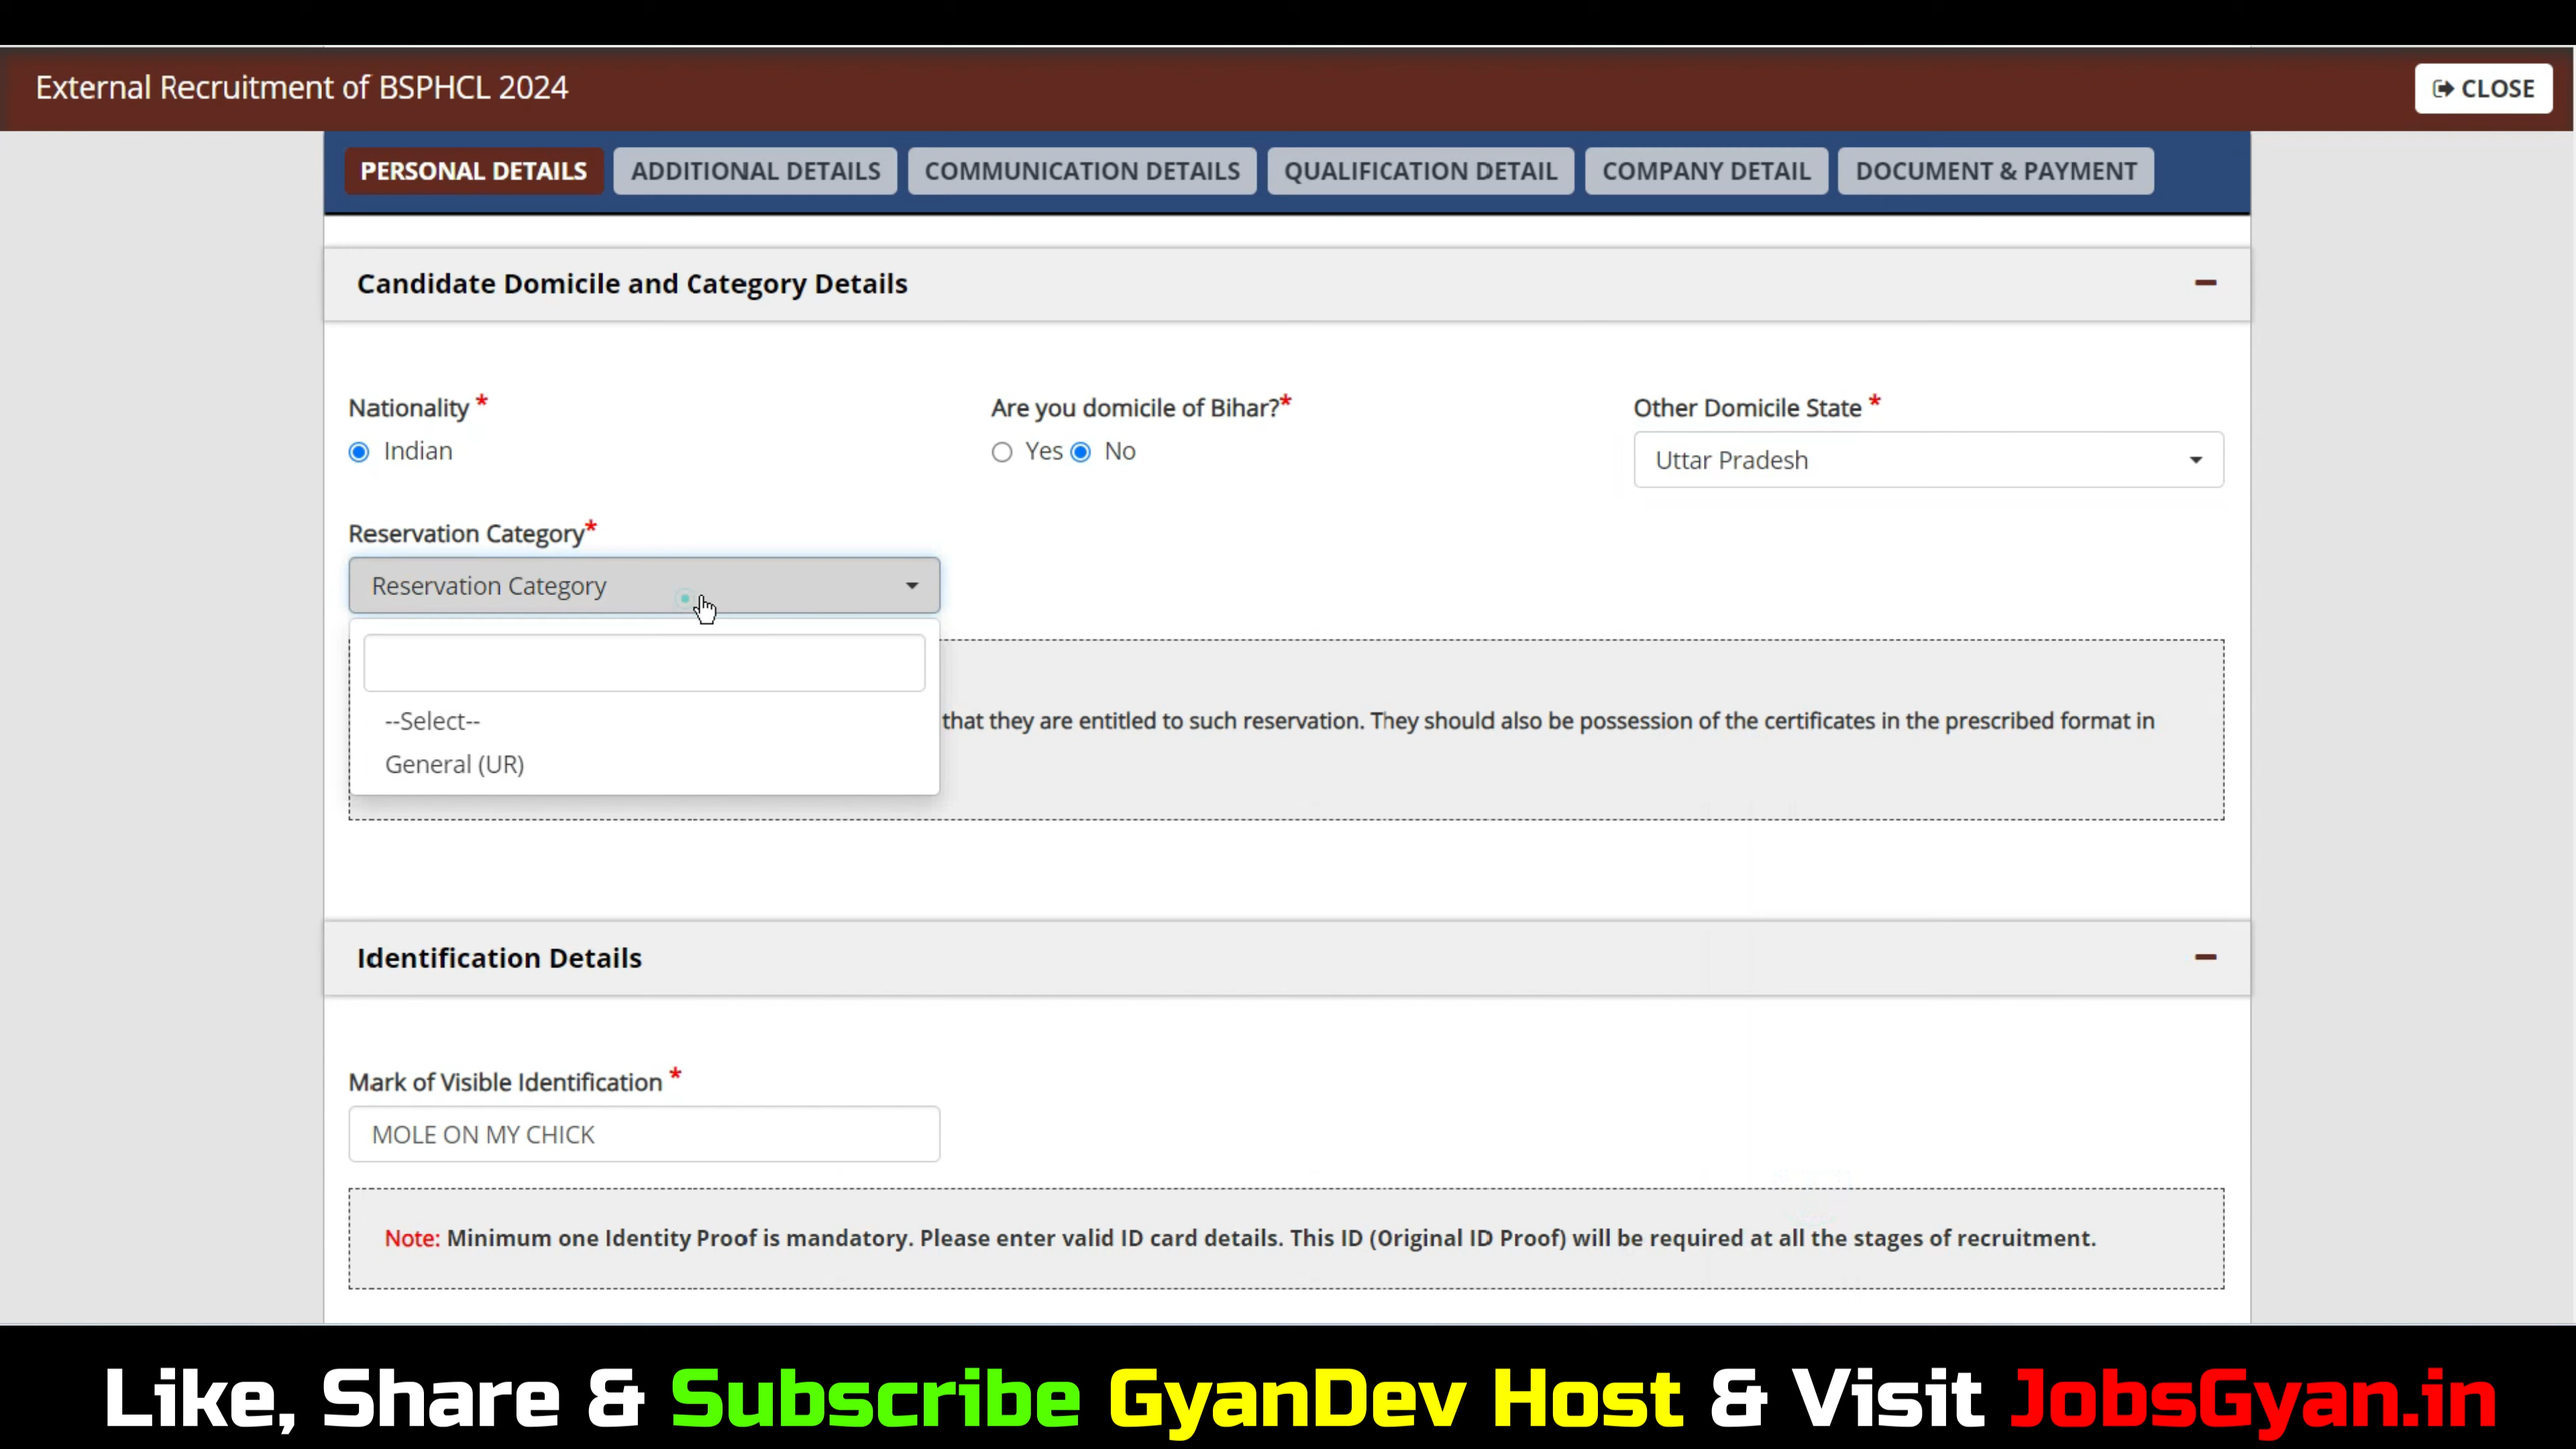 External Recruitment of BSPHCL 2024
CLOSE
PERSONAL DETAILS ADDITIONAL DETAILS COMMUNICATION DETAILS QUALIFICATION DETAIL COMPANY DETAIL DOCUMENT & PAYMENT
Candidate Domicile and Category Details
Nationality * Are you domicile of Bihar?* Other Domicile State *
Indian Yes No Uttar Pradesh
Reservation Category*
Reservation Category
--Select--
that they are entitled to such reservation. They should also be possession of the certificates in the prescribed format in
General (UR)
Identification Details
Mark of Visible Identification *
MOLE ON MY CHICK
Note: Minimum one Identity Proof is mandatory. Please enter valid ID card details. This ID (Original ID Proof) will be required at all the stages of recruitment.
Like, Share & Subscribe GyanDev Host & Visit JobsGyan.in